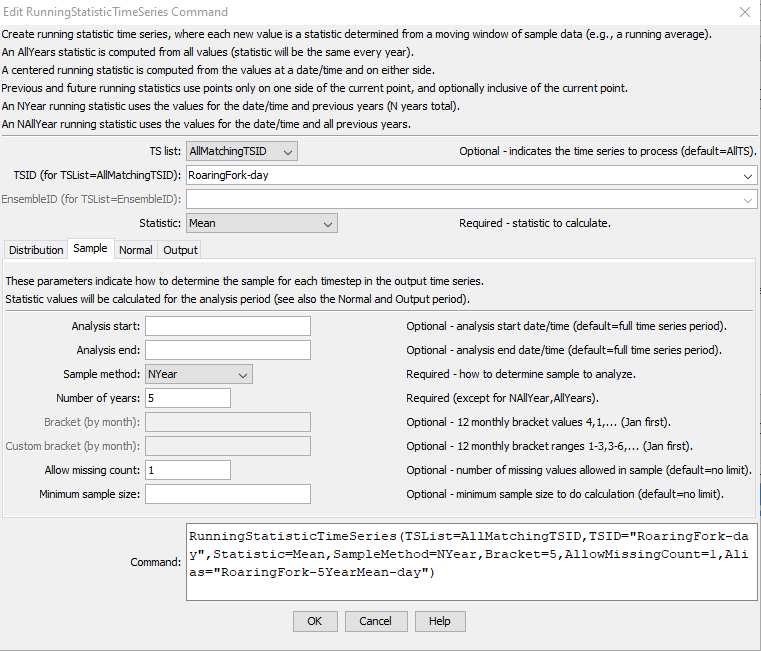 Edit RunningStatisticTimeSeries Command
Create running statistic time series, where each new value is a statistic determined from a moving window of sample data (e.g., a running average).
An AllYears statistic is computed from all values (statistic will be the same every year).
A centered running statistic is computed from the values at a date/time and on either side.
Previous and future running statistics use points only on one side of the current point, and optionally inclusive of the current point.
An NYear running statistic uses the values for the date/time and previous years (N years total).
An NAllYear running statistic uses the values for the date/time and all previous years.
TS list: AllMatchingTSID Optional - indicates the time series to process (default=AllTS).
TSID (for TSList=AllMatchingTSID): RoaringFork-day
EnsembleID (for TSList=EnsembleID):
Statistic: Mean Required - statistic to calculate.
Distribution Sample Normal Output
These parameters indicate how to determine the sample for each timestep in the output time series.
Statistic values will be calculated for the analysis period (see also the Normal and Output period).
Analysis start: Optional - analysis start date/time (default=full time series period).
Analysis end: Optional - analysis end date/time (default=full time series period).
Sample method: NYear Required - how to determine sample to analyze.
Number of years: 5 Required (except for NAllYear,AllYears).
Bracket (by month): Optional - 12 monthly bracket values 4,1,... (Jan first).
Custom bracket (by month): Optional - 12 monthly bracket ranges 1-3,3-6,... (Jan first).
Allow missing count: 1 Optional - number of missing values allowed in sample (default=no limit).
Minimum sample size: Optional - minimum sample size to do calculation (default=no limit).
Command: RunningStatisticTimeSeries(TSList=AllMatchingTSID,TSID="RoaringFork-da
y",Statistic=Mean,SampleMethod=NYear,Bracket=5,AllowMissingCount=1,Ali
as="RoaringFork-5YearMean-day")
OK Cancel Help